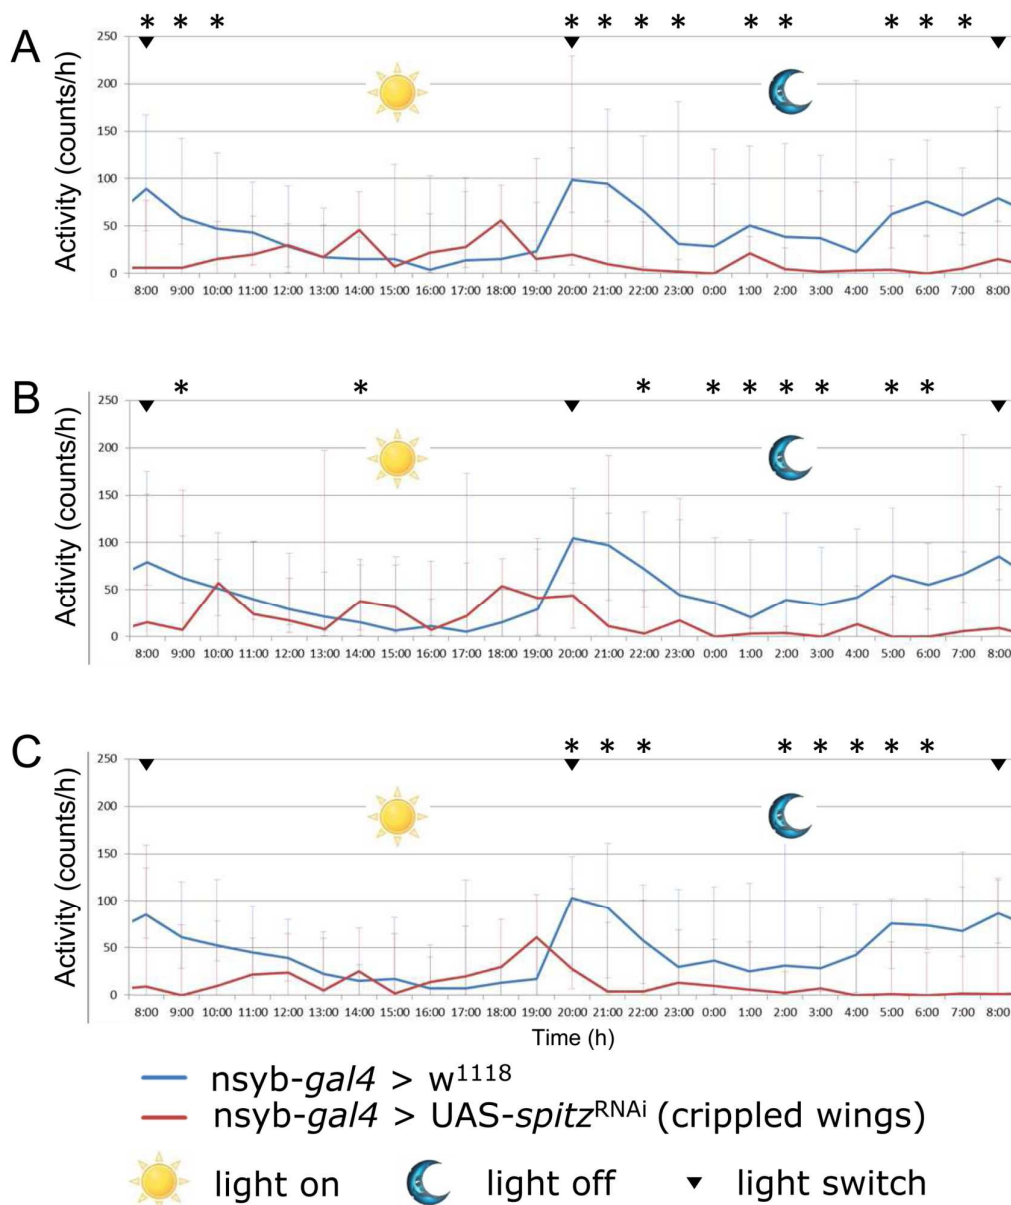 A
* * * * * * * * * * * *
Activity (counts/h)
250
200
150
100
50
0
8:00 9:00 10:00 11:00 12:00 13:00 14:00 15:00 16:00 17:00 18:00 19:00 20:00 21:00 22:00 23:00 0:00 1:00 2:00 3:00 4:00 5:00 6:00 7:00 8:00
B
* * * * * * * * *
Activity (counts/h)
250
200
150
100
50
0
8:00 9:00 10:00 11:00 12:00 13:00 14:00 15:00 16:00 17:00 18:00 19:00 20:00 21:00 22:00 23:00 0:00 1:00 2:00 3:00 4:00 5:00 6:00 7:00 8:00
C
* * * * * * * *
Activity (counts/h)
250
200
150
100
50
0
8:00 9:00 10:00 11:00 12:00 13:00 14:00 15:00 16:00 17:00 18:00 19:00 20:00 21:00 22:00 23:00 0:00 1:00 2:00 3:00 4:00 5:00 6:00 7:00 8:00
Time (h)
nsyb-gal4 > w¹¹¹⁸
nsyb-gal4 > UAS-spitzᴿᴺᴬⁱ (crippled wings)
light on light off light switch